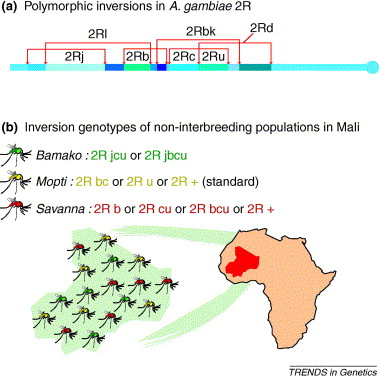 (a) Polymorphic inversions in A. gambiae 2R
2Rl 2Rbk 2Rd
2Rj 2Rb 2Rc 2Ru
(b) Inversion genotypes of non-interbreeding populations in Mali
Bamako : 2R jcu or 2R jbcu
Mopti : 2R bc or 2R u or 2R + (standard)
Savanna : 2R b or 2R cu or 2R bcu or 2R +
TRENDS in Genetics